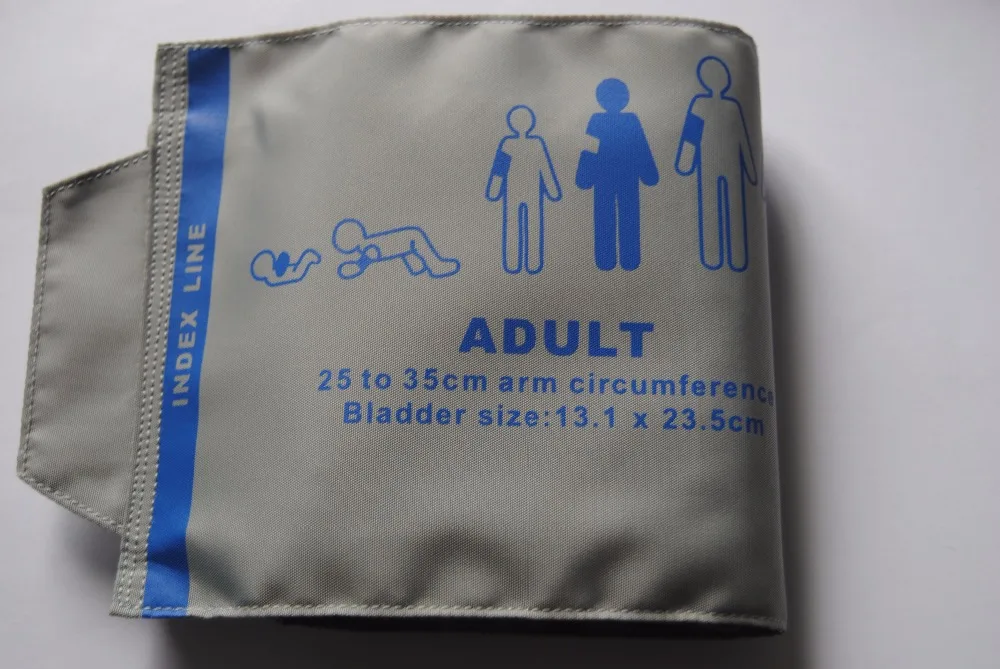 INDEX LINE
ADULT
25 to 35cm arm circumference
Bladder size:13.1 x 23.5cm